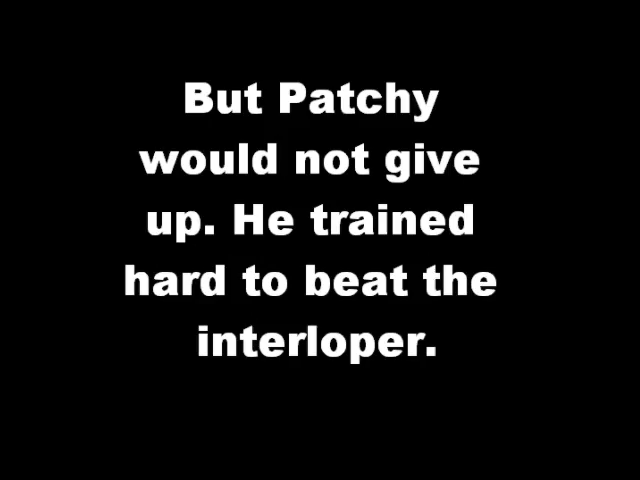 But Patchy
would not give
up. He trained
hard to beat the
interloper.